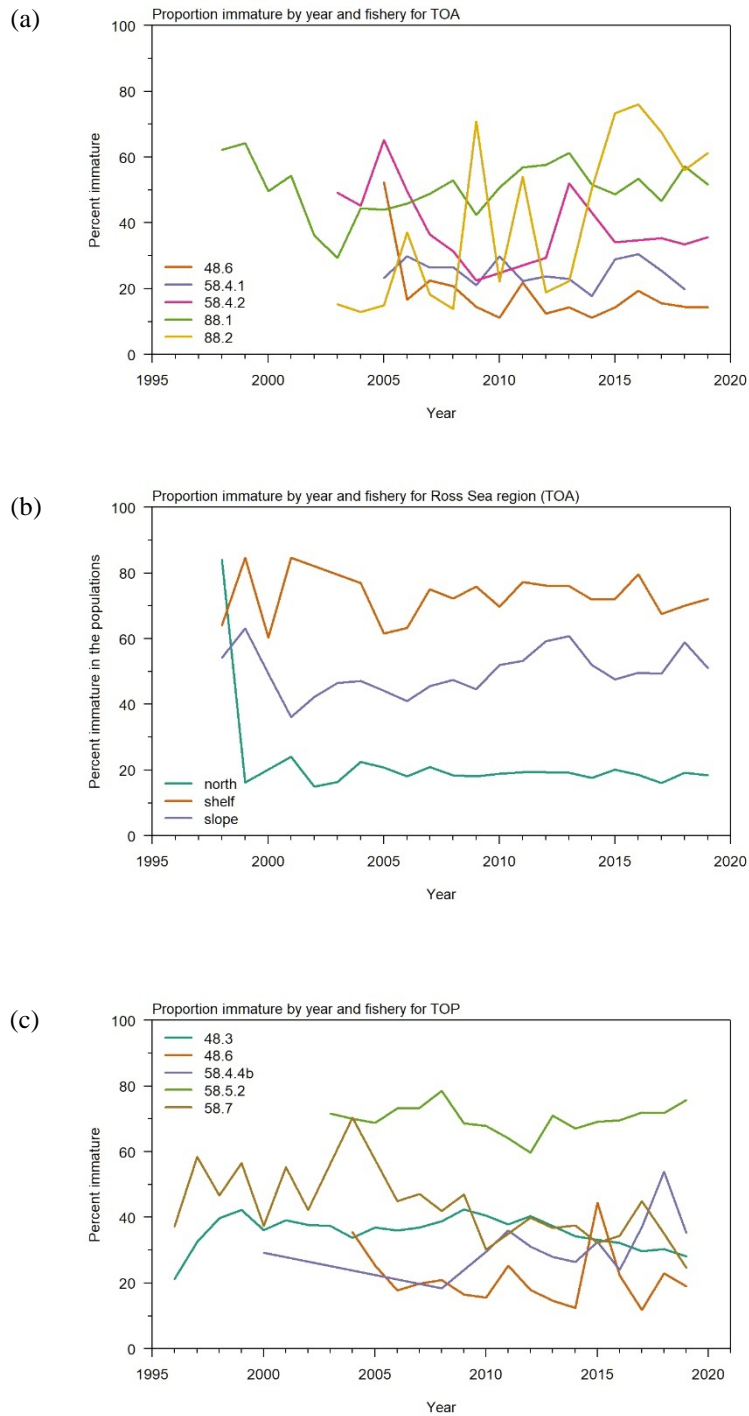 (a)
Proportion immature by year and fishery for TOA
100
80
60
40
20
0
Percent immature
48.6
58.4.1
58.4.2
88.1
88.2
1995 2000 2005 2010 2015 2020
Year
(b)
Proportion immature by year and fishery for Ross Sea region (TOA)
100
80
60
40
20
0
Percent immature in the populations
north
shelf
slope
1995 2000 2005 2010 2015 2020
Year
(c)
Proportion immature by year and fishery for TOP
100
80
60
40
20
0
Percent immature
48.3
48.6
58.4.4b
58.5.2
58.7
1995 2000 2005 2010 2015 2020
Year